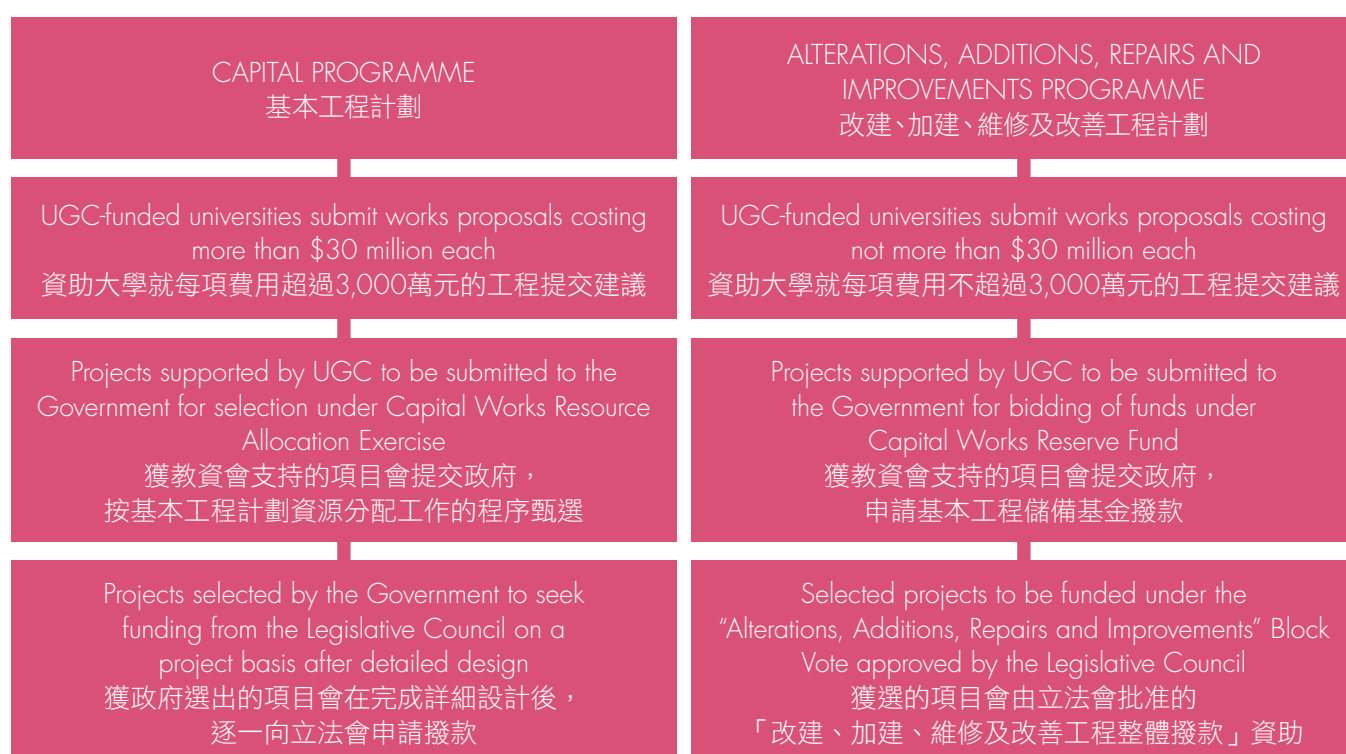 CAPITAL PROGRAMME
基本工程計劃
UGC-funded universities submit works proposals costing
more than $30 million each
資助大學就每項費用超過3,000萬元的工程提交建議
Projects supported by UGC to be submitted to the
Government for selection under Capital Works Resource
Allocation Exercise
獲教資會支持的項目會提交政府，
按基本工程計劃資源分配工作的程序甄選
Projects selected by the Government to seek
funding from the Legislative Council on a
project basis after detailed design
獲政府選出的項目會在完成詳細設計後，
逐一向立法會申請撥款
ALTERATIONS, ADDITIONS, REPAIRS AND
IMPROVEMENTS PROGRAMME
改建、加建、維修及改善工程計劃
UGC-funded universities submit works proposals costing
not more than $30 million each
資助大學就每項費用不超過3,000萬元的工程提交建議
Projects supported by UGC to be submitted to
the Government for bidding of funds under
Capital Works Reserve Fund
獲教資會支持的項目會提交政府，
申請基本工程儲備基金撥款
Selected projects to be funded under the
“Alterations, Additions, Repairs and Improvements” Block
Vote approved by the Legislative Council
獲選的項目會由立法會批准的
「改建、加建、維修及改善工程整體撥款」資助